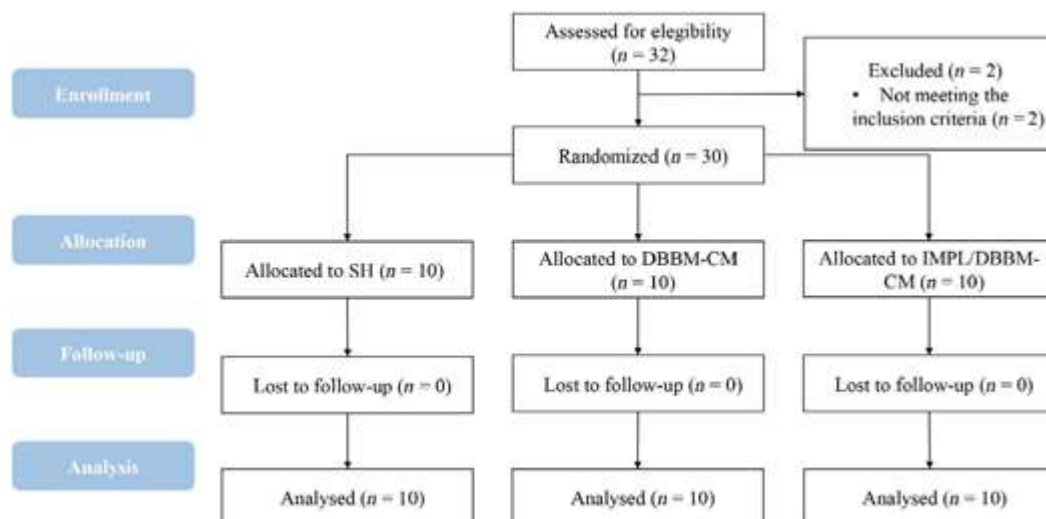 Assessed for elegibility
(n = 32)
Excluded (n = 2)
• Not meeting the
inclusion criteria (n = 2)
Enrollment
Randomized (n = 30)
Allocation
Allocated to SH (n = 10)
Allocated to DBBM-CM
(n = 10)
Allocated to IMPL/DBBM-
CM (n = 10)
Follow-up
Lost to follow-up (n = 0)
Lost to follow-up (n = 0)
Lost to follow-up (n = 0)
Analysis
Analysed (n = 10)
Analysed (n = 10)
Analysed (n = 10)